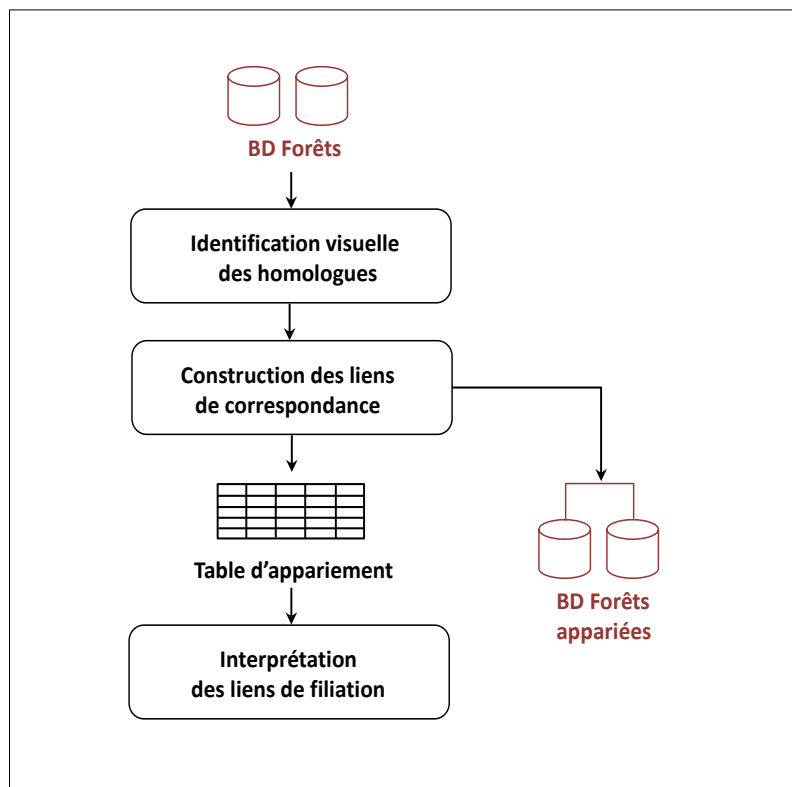 BD Forêts
Identification visuelle
des homologues
Construction des liens
de correspondance
Table d’appariement
BD Forêts
appariées
Interprétation
des liens de filiation